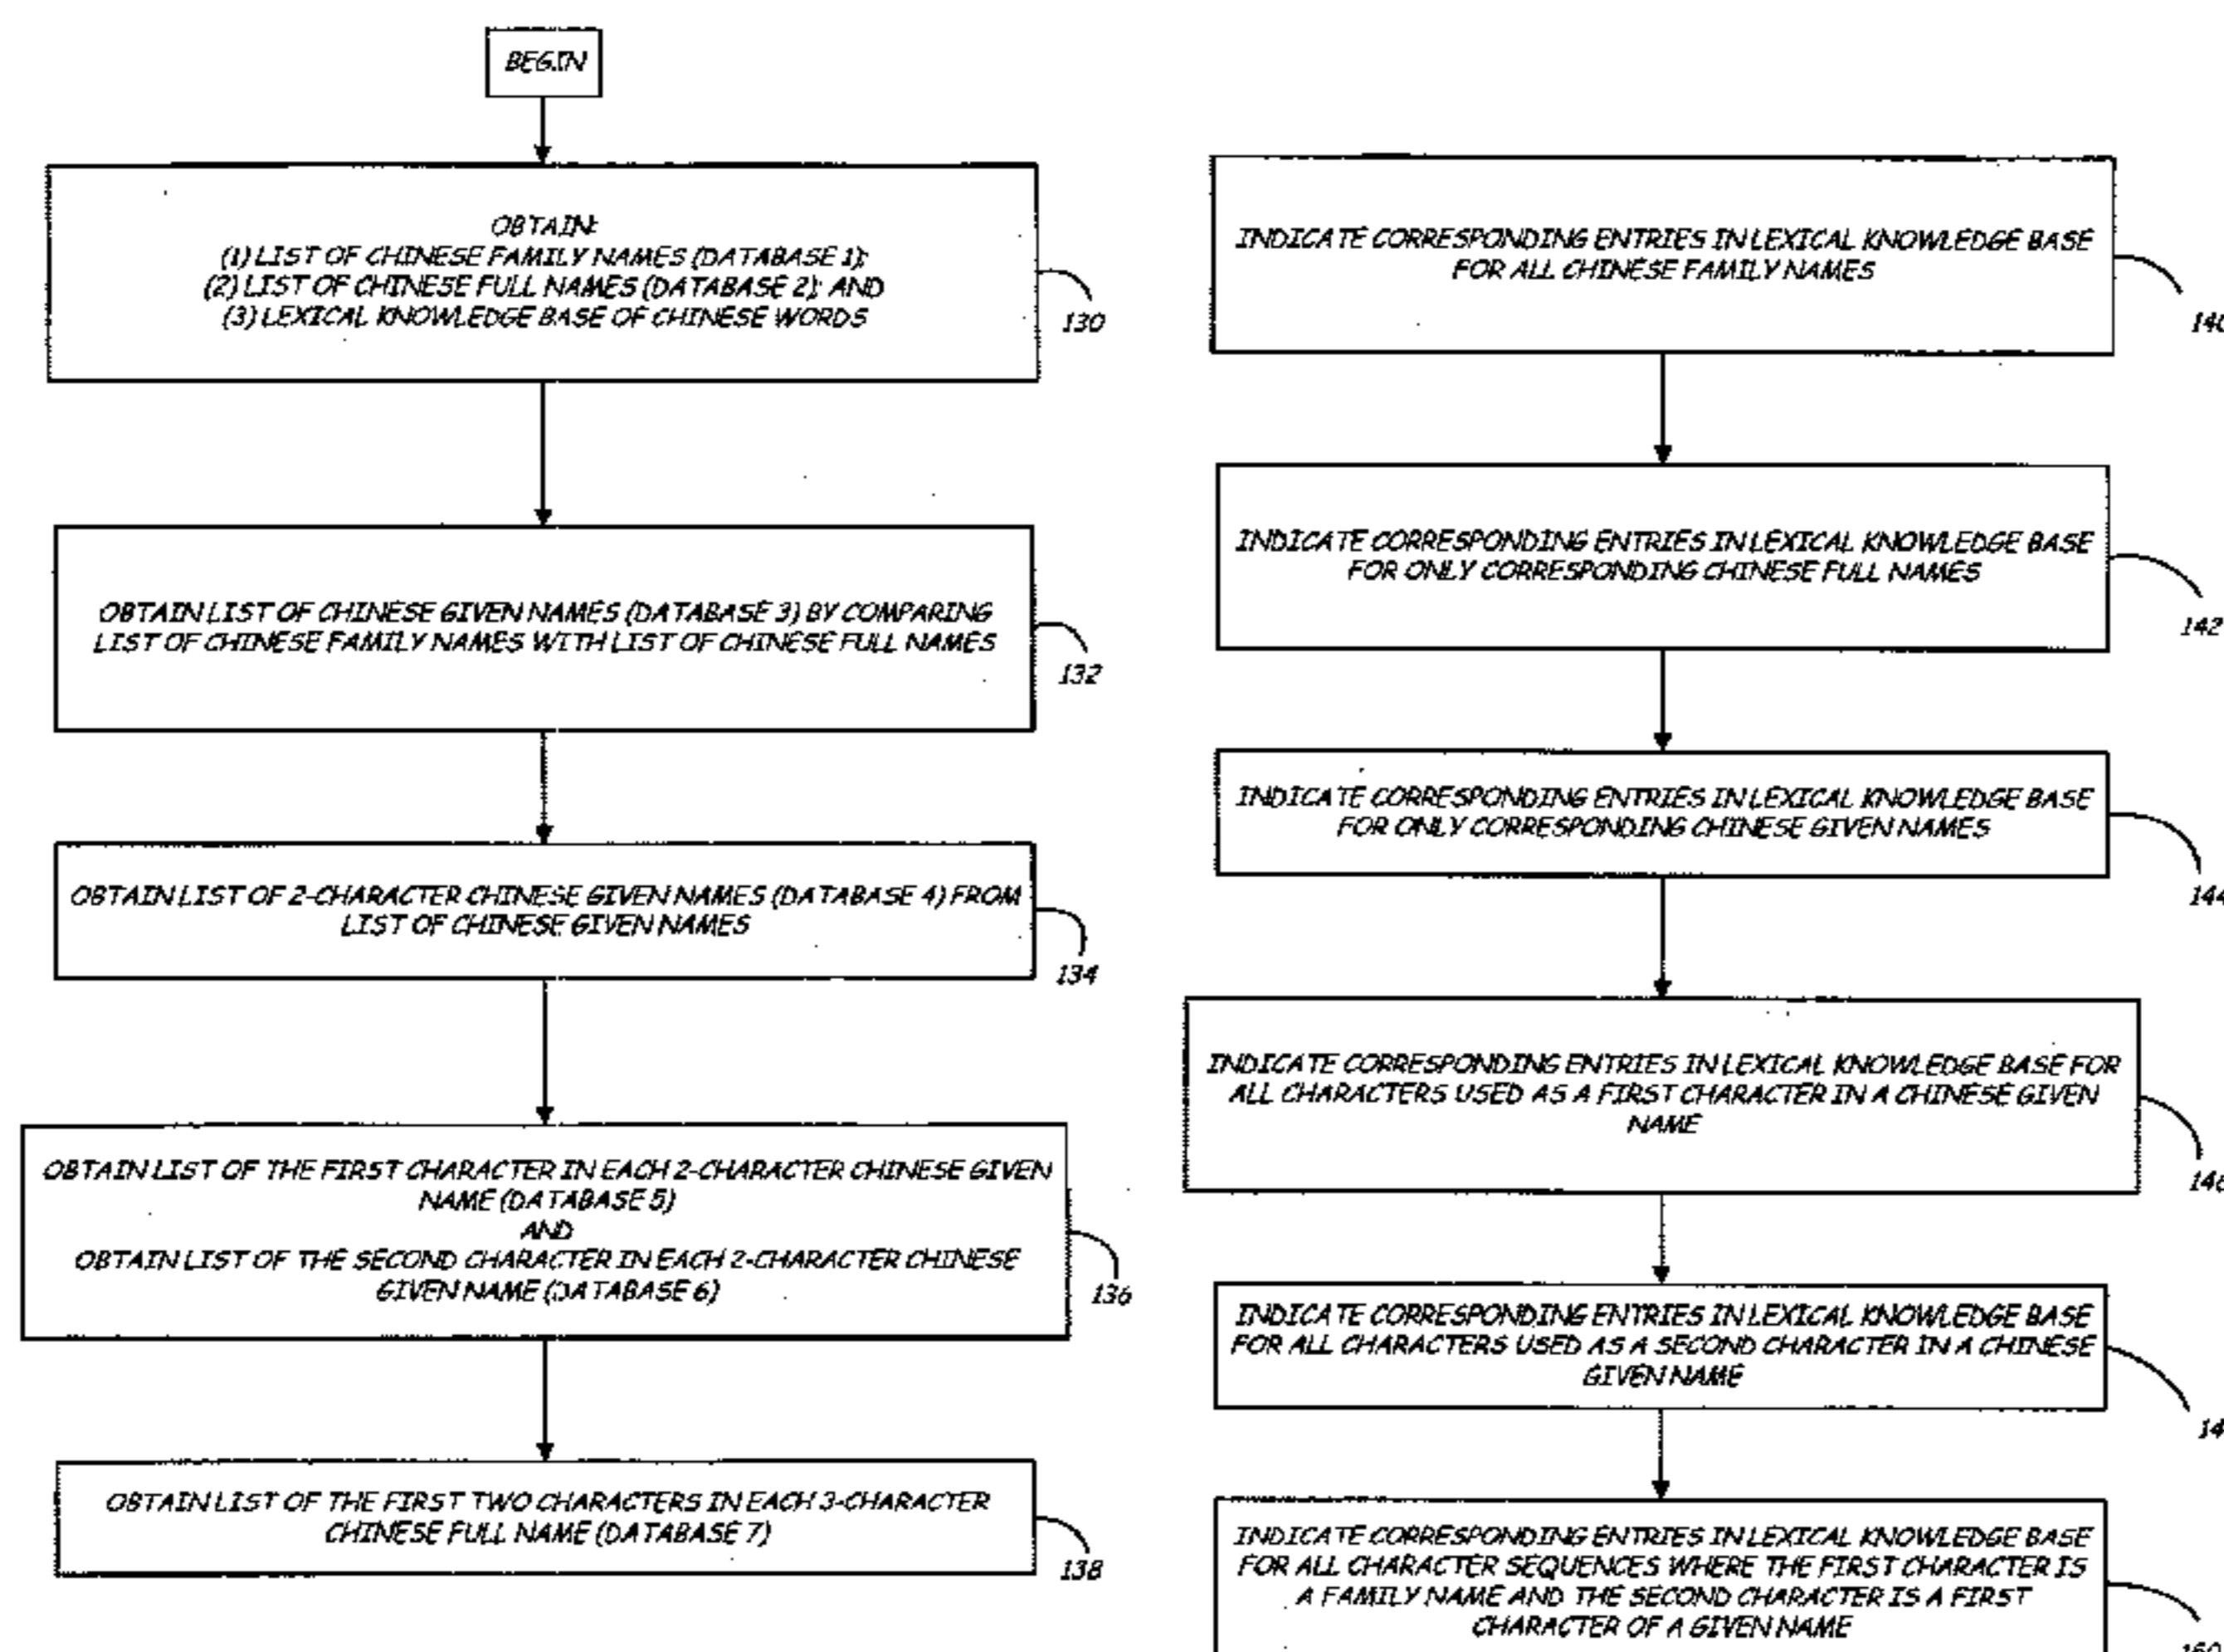 BEGIN
OBTAIN:
(1) LIST OF CHINESE FAMILY NAMES (DATABASE 1);
(2) LIST OF CHINESE FULL NAMES (DATABASE 2); AND
(3) LEXICAL KNOWLEDGE BASE OF CHINESE WORDS
130
OBTAIN LIST OF CHINESE GIVEN NAMES (DATABASE 3) BY COMPARING
LIST OF CHINESE FAMILY NAMES WITH LIST OF CHINESE FULL NAMES
132
OBTAIN LIST OF 2-CHARACTER CHINESE GIVEN NAMES (DATABASE 4) FROM
LIST OF CHINESE GIVEN NAMES
134
OBTAIN LIST OF THE FIRST CHARACTER IN EACH 2-CHARACTER CHINESE GIVEN
NAME (DATABASE 5)
AND
OBTAIN LIST OF THE SECOND CHARACTER IN EACH 2-CHARACTER CHINESE
GIVEN NAME (DATABASE 6)
136
OBTAIN LIST OF THE FIRST TWO CHARACTERS IN EACH 3-CHARACTER
CHINESE FULL NAME (DATABASE 7)
138
INDICATE CORRESPONDING ENTRIES IN LEXICAL KNOWLEDGE BASE
FOR ALL CHINESE FAMILY NAMES
140
INDICATE CORRESPONDING ENTRIES IN LEXICAL KNOWLEDGE BASE
FOR ONLY CORRESPONDING CHINESE FULL NAMES
142
INDICATE CORRESPONDING ENTRIES IN LEXICAL KNOWLEDGE BASE
FOR ONLY CORRESPONDING CHINESE GIVEN NAMES
144
INDICATE CORRESPONDING ENTRIES IN LEXICAL KNOWLEDGE BASE FOR
ALL CHARACTERS USED AS A FIRST CHARACTER IN A CHINESE GIVEN
NAME
146
INDICATE CORRESPONDING ENTRIES IN LEXICAL KNOWLEDGE BASE
FOR ALL CHARACTERS USED AS A SECOND CHARACTER IN A CHINESE
GIVEN NAME
14
INDICATE CORRESPONDING ENTRIES IN LEXICAL KNOWLEDGE BASE
FOR ALL CHARACTER SEQUENCES WHERE THE FIRST CHARACTER IS
A FAMILY NAME AND THE SECOND CHARACTER IS A FIRST
CHARACTER OF A GIVEN NAME